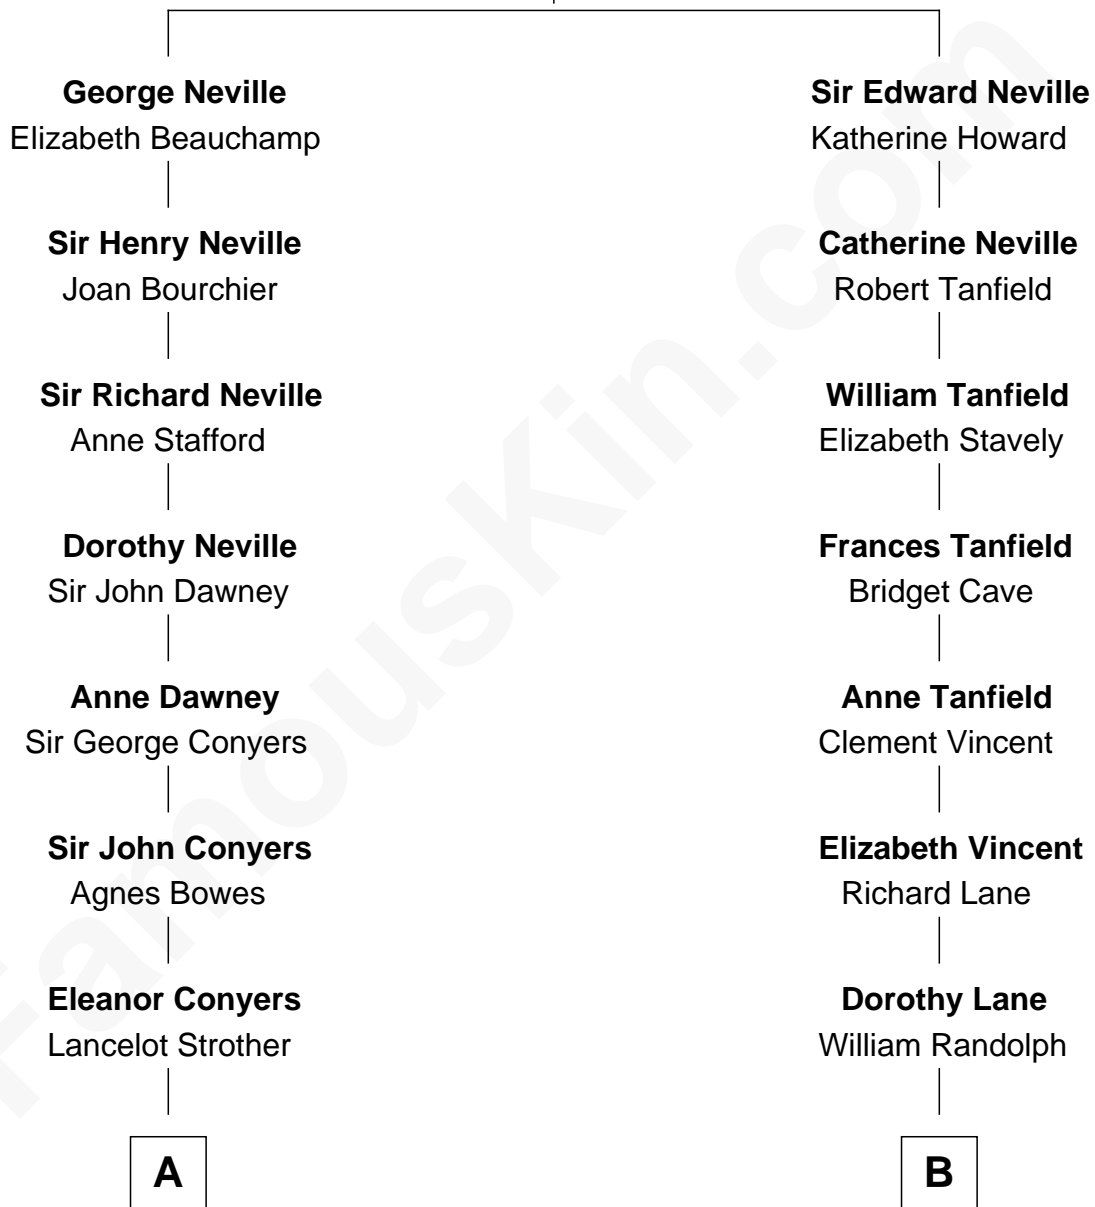 George Neville
Elizabeth Beauchamp
Sir Henry Neville
Joan Bourchier
Sir Richard Neville
Anne Stafford
Dorothy Neville
Sir John Dawney
Anne Dawney
Sir George Conyers
Sir John Conyers
Agnes Bowes
Eleanor Conyers
Lancelot Strother
A
Sir Edward Neville
Katherine Howard
Catherine Neville
Robert Tanfield
William Tanfield
Elizabeth Stavely
Frances Tanfield
Bridget Cave
Anne Tanfield
Clement Vincent
Elizabeth Vincent
Richard Lane
Dorothy Lane
William Randolph
B
FamousKin.com